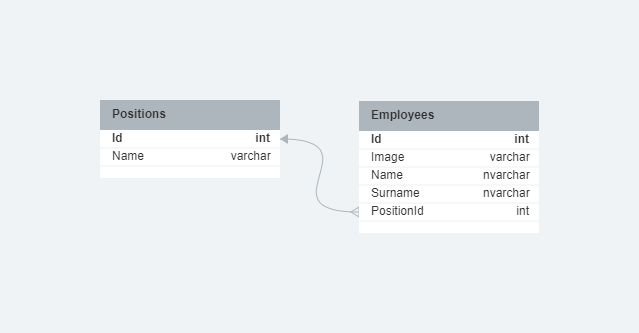 Positions
Id int
Name varchar
Employees
Id int
Image varchar
Name nvarchar
Surname nvarchar
PositionId int